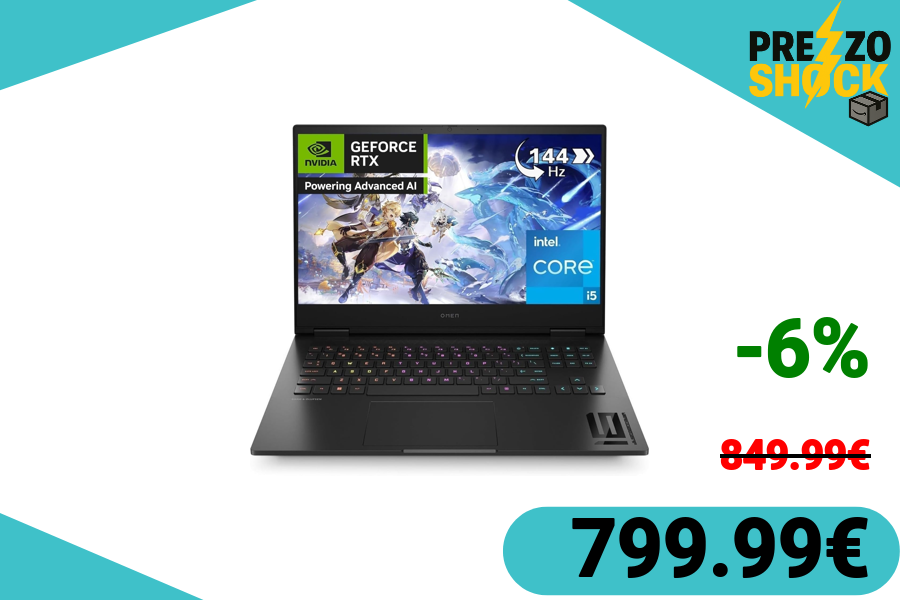 PREZZO
SHOCK
NVIDIA
GEFORCE
RTX
Powering Advanced AI
144
Hz
intel
CORE
i5
OMEN
-6%
849.99€
799.99€